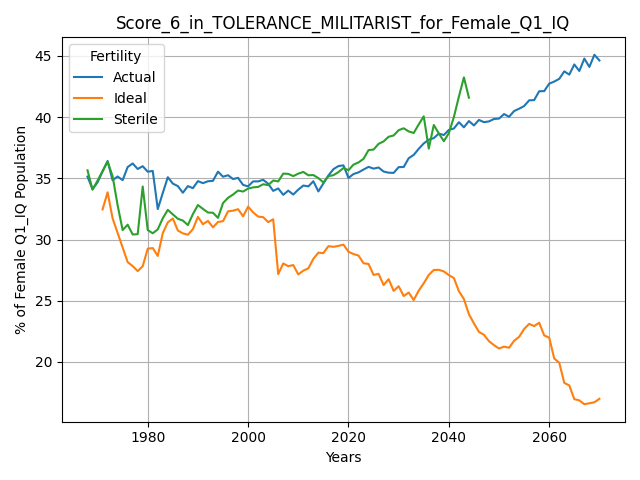 Score_6_in_TOLERANCE_MILITARIST_for_Female_Q1_IQ
Fertility
Actual
Ideal
Sterile
% of Female Q1_IQ Population
45
40
35
30
25
20
1980
2000
2020
2040
2060
Years